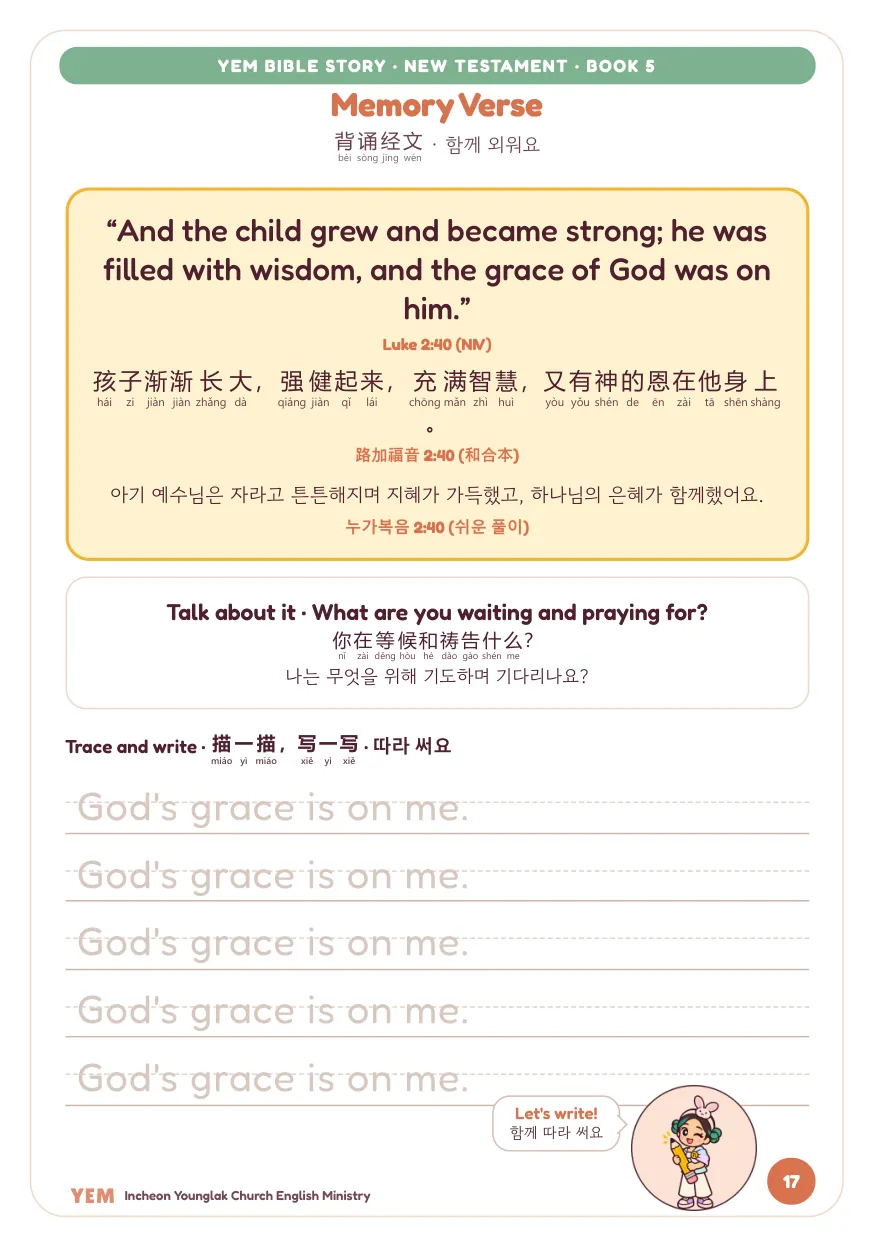 YEM BIBLE STORY · NEW TESTAMENT · BOOK 5
Memory Verse
背诵经文 · 함께 외워요
bèi sòng jīng wén
“And the child grew and became strong; he was
filled with wisdom, and the grace of God was on
him.”
Luke 2:40 (NIV)
孩子渐渐长大，强健起来，充满智慧，又有神的恩在他身上
hái zi jiàn jiàn zhǎng dà qiáng jiàn qǐ lái chōng mǎn zhì huì yòu yǒu shén de ēn zài tā shēn shàng
。
路加福音 2:40 (和合本)
아기 예수님은 자라고 튼튼해지며 지혜가 가득했고, 하나님의 은혜가 함께했어요.
누가복음 2:40 (쉬운 풀이)
Talk about it · What are you waiting and praying for?
你在等候和祷告什么？
nǐ zài děng hòu hé dǎo gào shén me
나는 무엇을 위해 기도하며 기다리나요?
Trace and write · 描一描，写一写 · 따라 써요
miáo yì miáo xiě yì xiě
God's grace is on me.
God's grace is on me.
God's grace is on me.
God's grace is on me.
God's grace is on me.
Let's write!
함께 따라 써요
YEM Incheon Younglak Church English Ministry
17